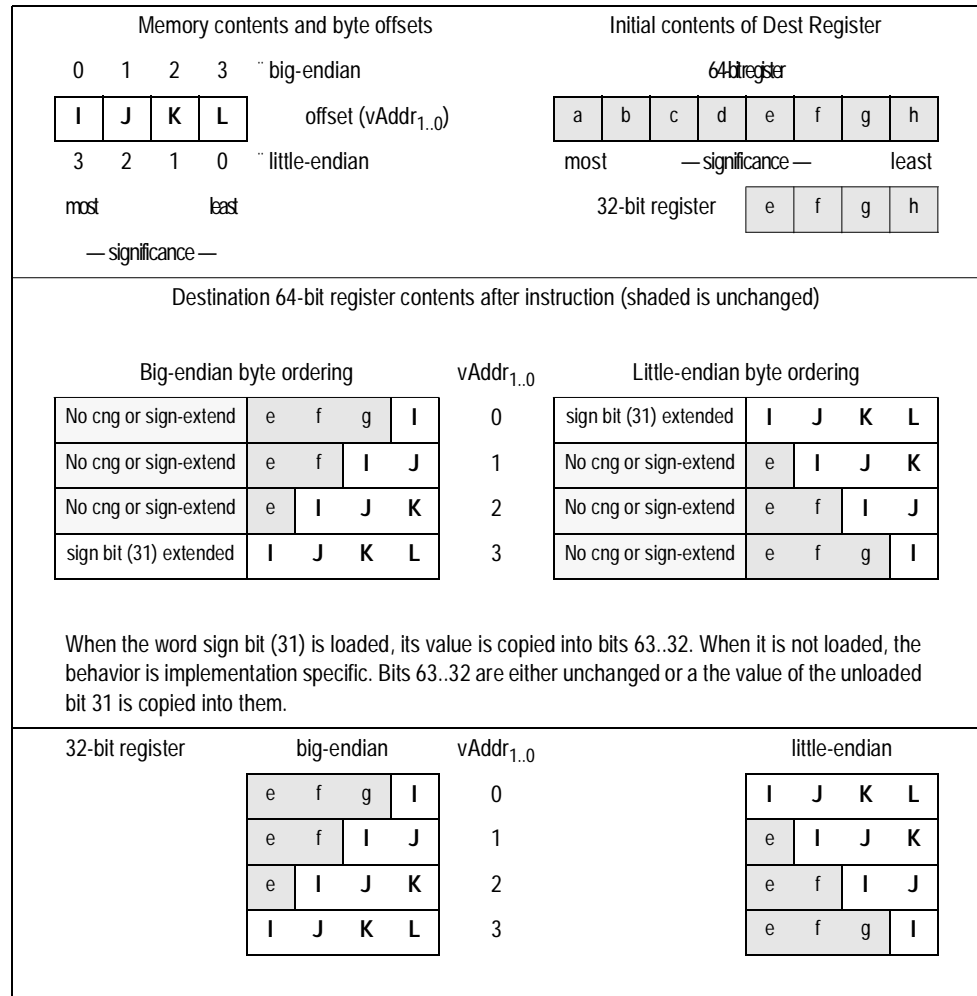 Memory contents and byte offsets
Initial contents of Dest Register
0 1 2 3 ¨ big-endian
64-bit register
I J K L offset (vAddr1..0)
a b c d e f g h
3 2 1 0 ¨ little-endian
most — significance — least
most least
32-bit register e f g h
— significance —
Destination 64-bit register contents after instruction (shaded is unchanged)
Big-endian byte ordering vAddr1..0 Little-endian byte ordering
No cng or sign-extend e f g I 0 sign bit (31) extended I J K L
No cng or sign-extend e f I J 1 No cng or sign-extend e I J K
No cng or sign-extend e I J K 2 No cng or sign-extend e f I J
sign bit (31) extended I J K L 3 No cng or sign-extend e f g I
When the word sign bit (31) is loaded, its value is copied into bits 63..32. When it is not loaded, the
behavior is implementation specific. Bits 63..32 are either unchanged or a the value of the unloaded
bit 31 is copied into them.
32-bit register big-endian vAddr1..0 little-endian
e f g I 0 I J K L
e f I J 1 e I J K
e I J K 2 e f I J
I J K L 3 e f g I